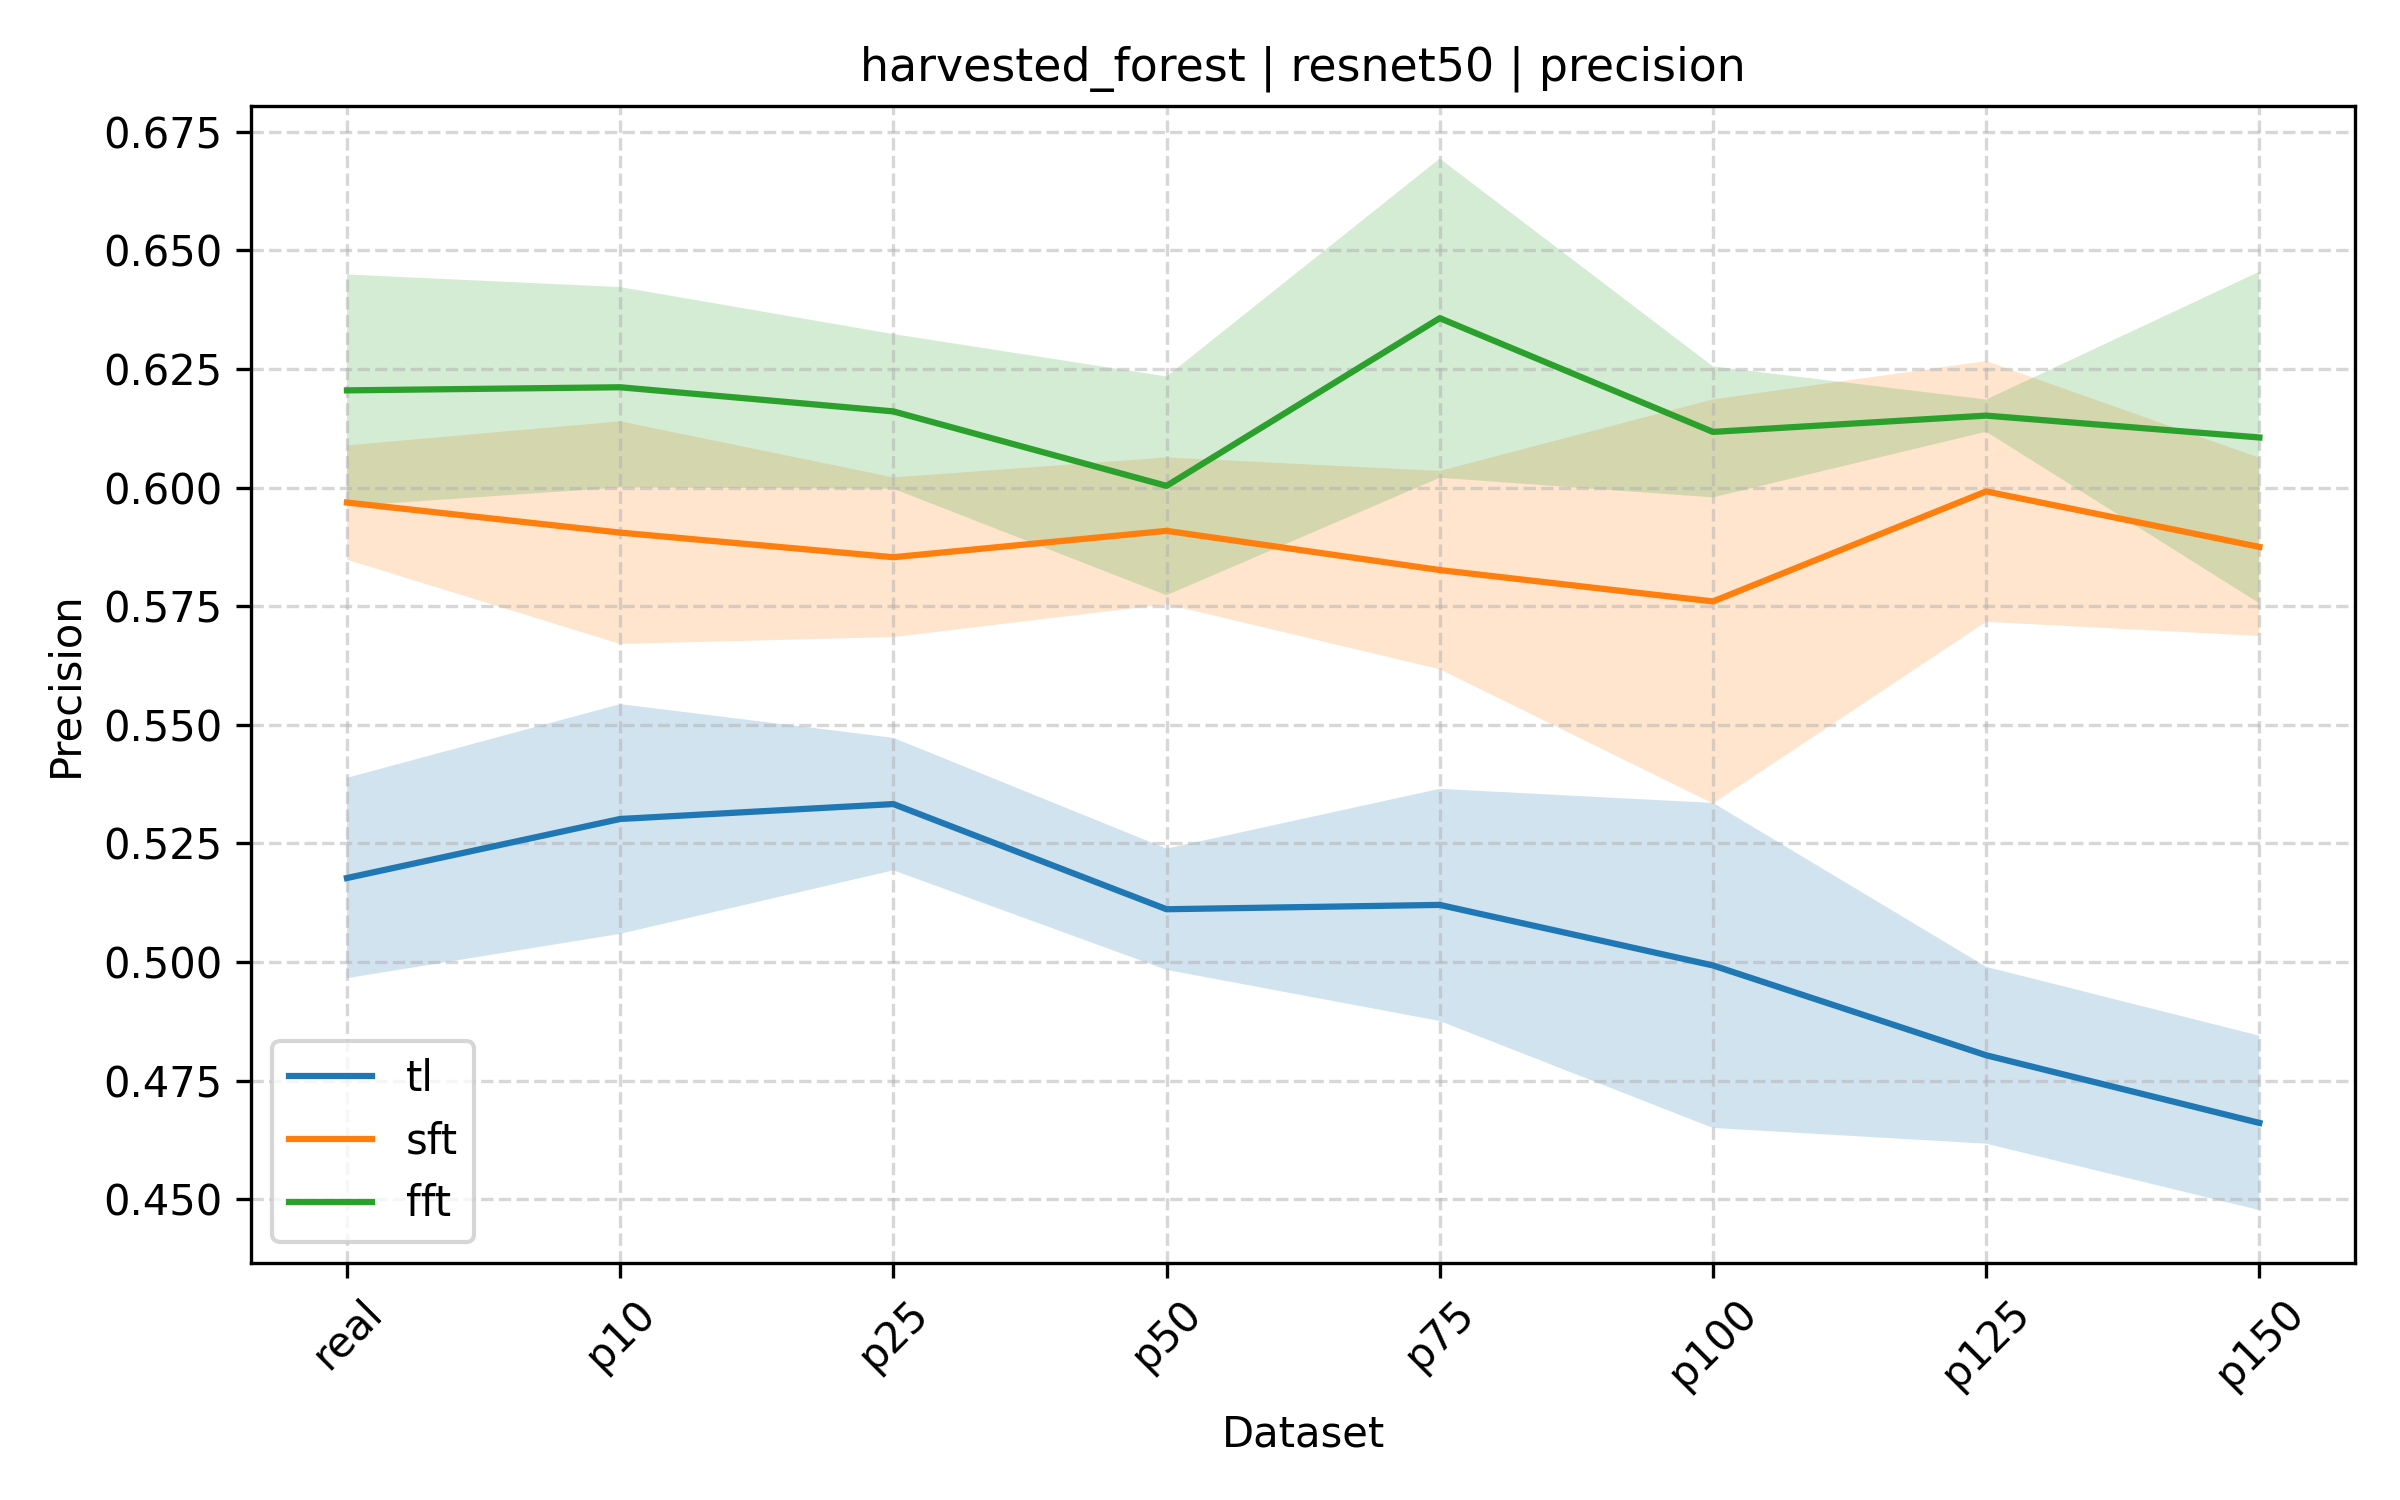 harvested_forest | resnet50 | precision
Precision
0.675
0.650
0.625
0.600
0.575
0.550
0.525
0.500
0.475
0.450
tl
sft
fft
real
p10
p25
p50
p75
p100
p125
p150
Dataset